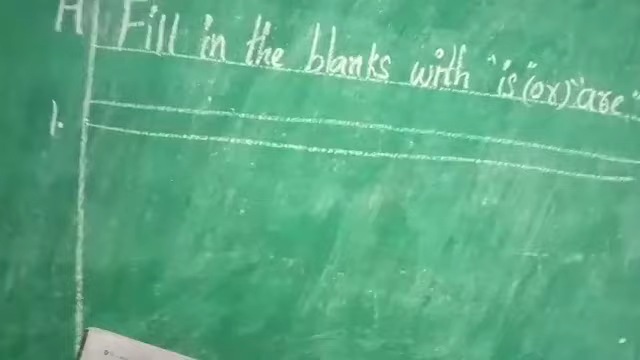 H Fill in the blanks with "is" (or) "are"
1.